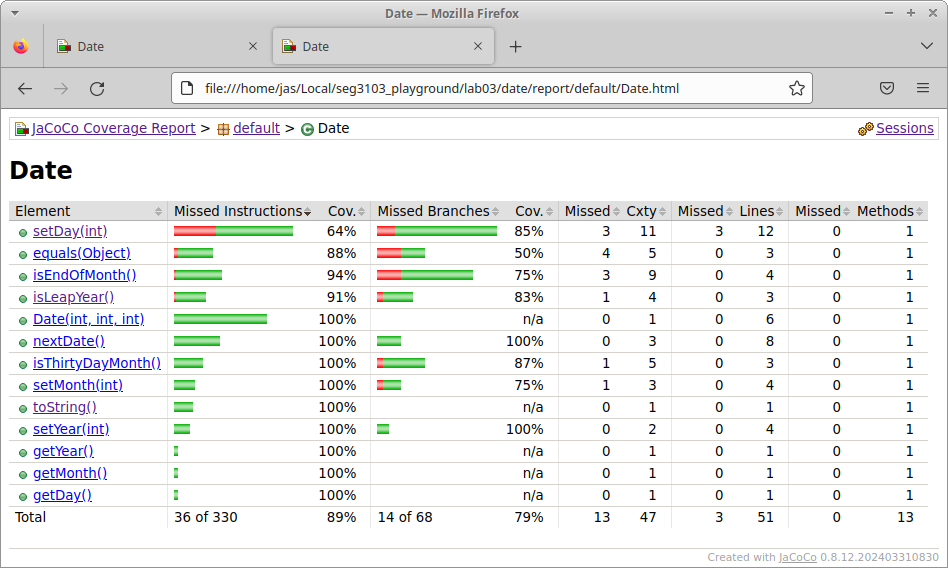 Date — Mozilla Firefox
Date
Date
file:///home/jas/Local/seg3103_playground/lab03/date/report/default/Date.html
JaCoCo Coverage Report > default > Date Sessions
Date
Element Missed Instructions Cov. Missed Branches Cov. Missed Cxty Missed Lines Missed Methods
setDay(int) 64% 85% 3 11 3 12 0 1
equals(Object) 88% 50% 4 5 0 3 0 1
isEndOfMonth() 94% 75% 3 9 0 4 0 1
isLeapYear() 91% 83% 1 4 0 3 0 1
Date(int, int, int) 100% n/a 0 1 0 6 0 1
nextDate() 100% 100% 0 3 0 8 0 1
isThirtyDayMonth() 100% 87% 1 5 0 3 0 1
setMonth(int) 100% 75% 1 3 0 4 0 1
toString() 100% n/a 0 1 0 1 0 1
setYear(int) 100% 100% 0 2 0 4 0 1
getYear() 100% n/a 0 1 0 1 0 1
getMonth() 100% n/a 0 1 0 1 0 1
getDay() 100% n/a 0 1 0 1 0 1
Total 36 of 330 89% 14 of 68 79% 13 47 3 51 0 13
Created with JaCoCo 0.8.12.202403310830